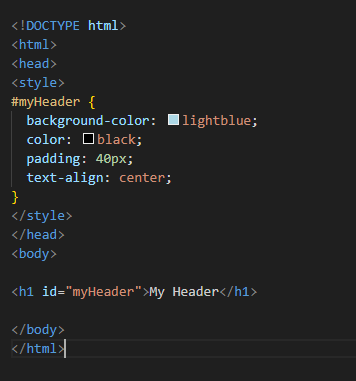 <!DOCTYPE html>
<html>
<head>
<style>
#myHeader {
  background-color: lightblue;
  color: black;
  padding: 40px;
  text-align: center;
}
</style>
</head>
<body>

<h1 id="myHeader">My Header</h1>

</body>
</html>